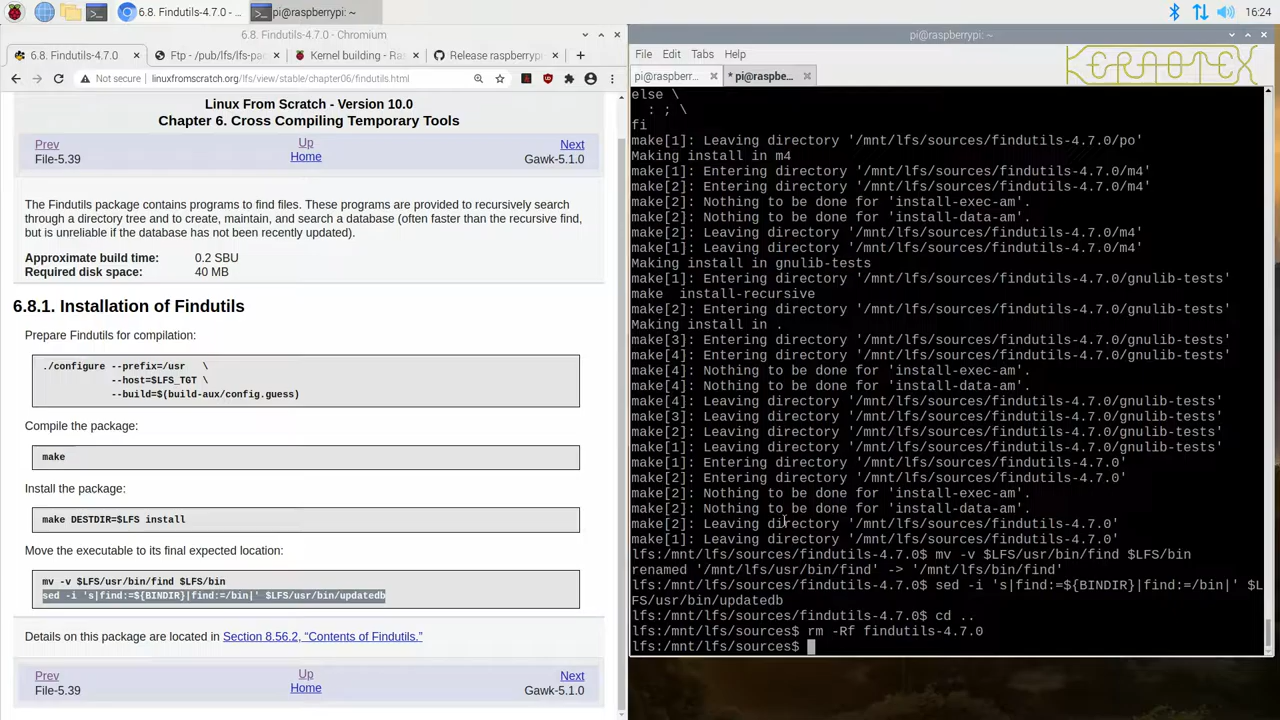 6.8. Findutils-4.7.0 - ...
pi@raspberrypi: ~
16:24
6.8. Findutils-4.7.0 - Chromium
6.8. Findutils-4.7.0
Ftp - /pub/lfs/lfs-pac
Kernel building - Ras
Release raspberrypi
Not secure | linuxfromscratch.org/lfs/view/stable/chapter06/findutils.html
Linux From Scratch - Version 10.0
Chapter 6. Cross Compiling Temporary Tools
Prev
Up
Next
File-5.39
Home
Gawk-5.1.0
The Findutils package contains programs to find files. These programs are provided to recursively search
through a directory tree and to create, maintain, and search a database (often faster than the recursive find,
but is unreliable if the database has not been recently updated).
Approximate build time: 0.2 SBU
Required disk space: 40 MB
6.8.1. Installation of Findutils
Prepare Findutils for compilation:
./configure --prefix=/usr \
--host=$LFS_TGT \
--build=$(build-aux/config.guess)
Compile the package:
make
Install the package:
make DESTDIR=$LFS install
Move the executable to its final expected location:
mv -v $LFS/usr/bin/find $LFS/bin
sed -i 's|find:=${BINDIR}|find:=/bin|' $LFS/usr/bin/updatedb
Details on this package are located in Section 8.56.2, “Contents of Findutils.”
Prev
Up
Next
File-5.39
Home
Gawk-5.1.0
pi@raspberrypi: ~
File Edit Tabs Help
KERNOTEX
pi@raspberr...
* pi@raspbe...
else \
: ; \
fi
make[1]: Leaving directory '/mnt/lfs/sources/findutils-4.7.0/po'
Making install in m4
make[1]: Entering directory '/mnt/lfs/sources/findutils-4.7.0/m4'
make[2]: Entering directory '/mnt/lfs/sources/findutils-4.7.0/m4'
make[2]: Nothing to be done for 'install-exec-am'.
make[2]: Nothing to be done for 'install-data-am'.
make[2]: Leaving directory '/mnt/lfs/sources/findutils-4.7.0/m4'
make[1]: Leaving directory '/mnt/lfs/sources/findutils-4.7.0/m4'
Making install in gnulib-tests
make[1]: Entering directory '/mnt/lfs/sources/findutils-4.7.0/gnulib-tests'
make  install-recursive
make[2]: Entering directory '/mnt/lfs/sources/findutils-4.7.0/gnulib-tests'
Making install in .
make[3]: Entering directory '/mnt/lfs/sources/findutils-4.7.0/gnulib-tests'
make[4]: Entering directory '/mnt/lfs/sources/findutils-4.7.0/gnulib-tests'
make[4]: Nothing to be done for 'install-exec-am'.
make[4]: Nothing to be done for 'install-data-am'.
make[4]: Leaving directory '/mnt/lfs/sources/findutils-4.7.0/gnulib-tests'
make[3]: Leaving directory '/mnt/lfs/sources/findutils-4.7.0/gnulib-tests'
make[2]: Leaving directory '/mnt/lfs/sources/findutils-4.7.0/gnulib-tests'
make[1]: Leaving directory '/mnt/lfs/sources/findutils-4.7.0/gnulib-tests'
make[1]: Entering directory '/mnt/lfs/sources/findutils-4.7.0'
make[2]: Entering directory '/mnt/lfs/sources/findutils-4.7.0'
make[2]: Nothing to be done for 'install-exec-am'.
make[2]: Nothing to be done for 'install-data-am'.
make[2]: Leaving directory '/mnt/lfs/sources/findutils-4.7.0'
make[1]: Leaving directory '/mnt/lfs/sources/findutils-4.7.0'
lfs:/mnt/lfs/sources/findutils-4.7.0$ mv -v $LFS/usr/bin/find $LFS/bin
renamed '/mnt/lfs/usr/bin/find' -> '/mnt/lfs/bin/find'
lfs:/mnt/lfs/sources/findutils-4.7.0$ sed -i 's|find:=${BINDIR}|find:=/bin|' $L
FS/usr/bin/updatedb
lfs:/mnt/lfs/sources/findutils-4.7.0$ cd ..
lfs:/mnt/lfs/sources$ rm -Rf findutils-4.7.0
lfs:/mnt/lfs/sources$